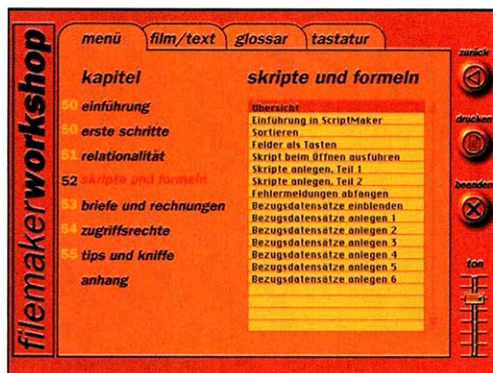 filemakerworkshop
menü
film/text
glossar
tastatur
kapitel
50 einführung
50 erste schritte
51 relationalität
52 skripte und formeln
53 briefe und rechnungen
54 zugriffsrechte
55 tips und kniffe
anhang
skripte und formeln
Übersicht
Einführung in ScriptMaker
Sortieren
Felder als Tasten
Skript beim Öffnen ausführen
Skripte anlegen, Teil 1
Skripte anlegen, Teil 2
Fehlermeldungen abfangen
Bezugsdatensätze einblenden
Bezugsdatensätze anlegen 1
Bezugsdatensätze anlegen 2
Bezugsdatensätze anlegen 3
Bezugsdatensätze anlegen 4
Bezugsdatensätze anlegen 5
Bezugsdatensätze anlegen 6
zurück
drucken
beenden
ton